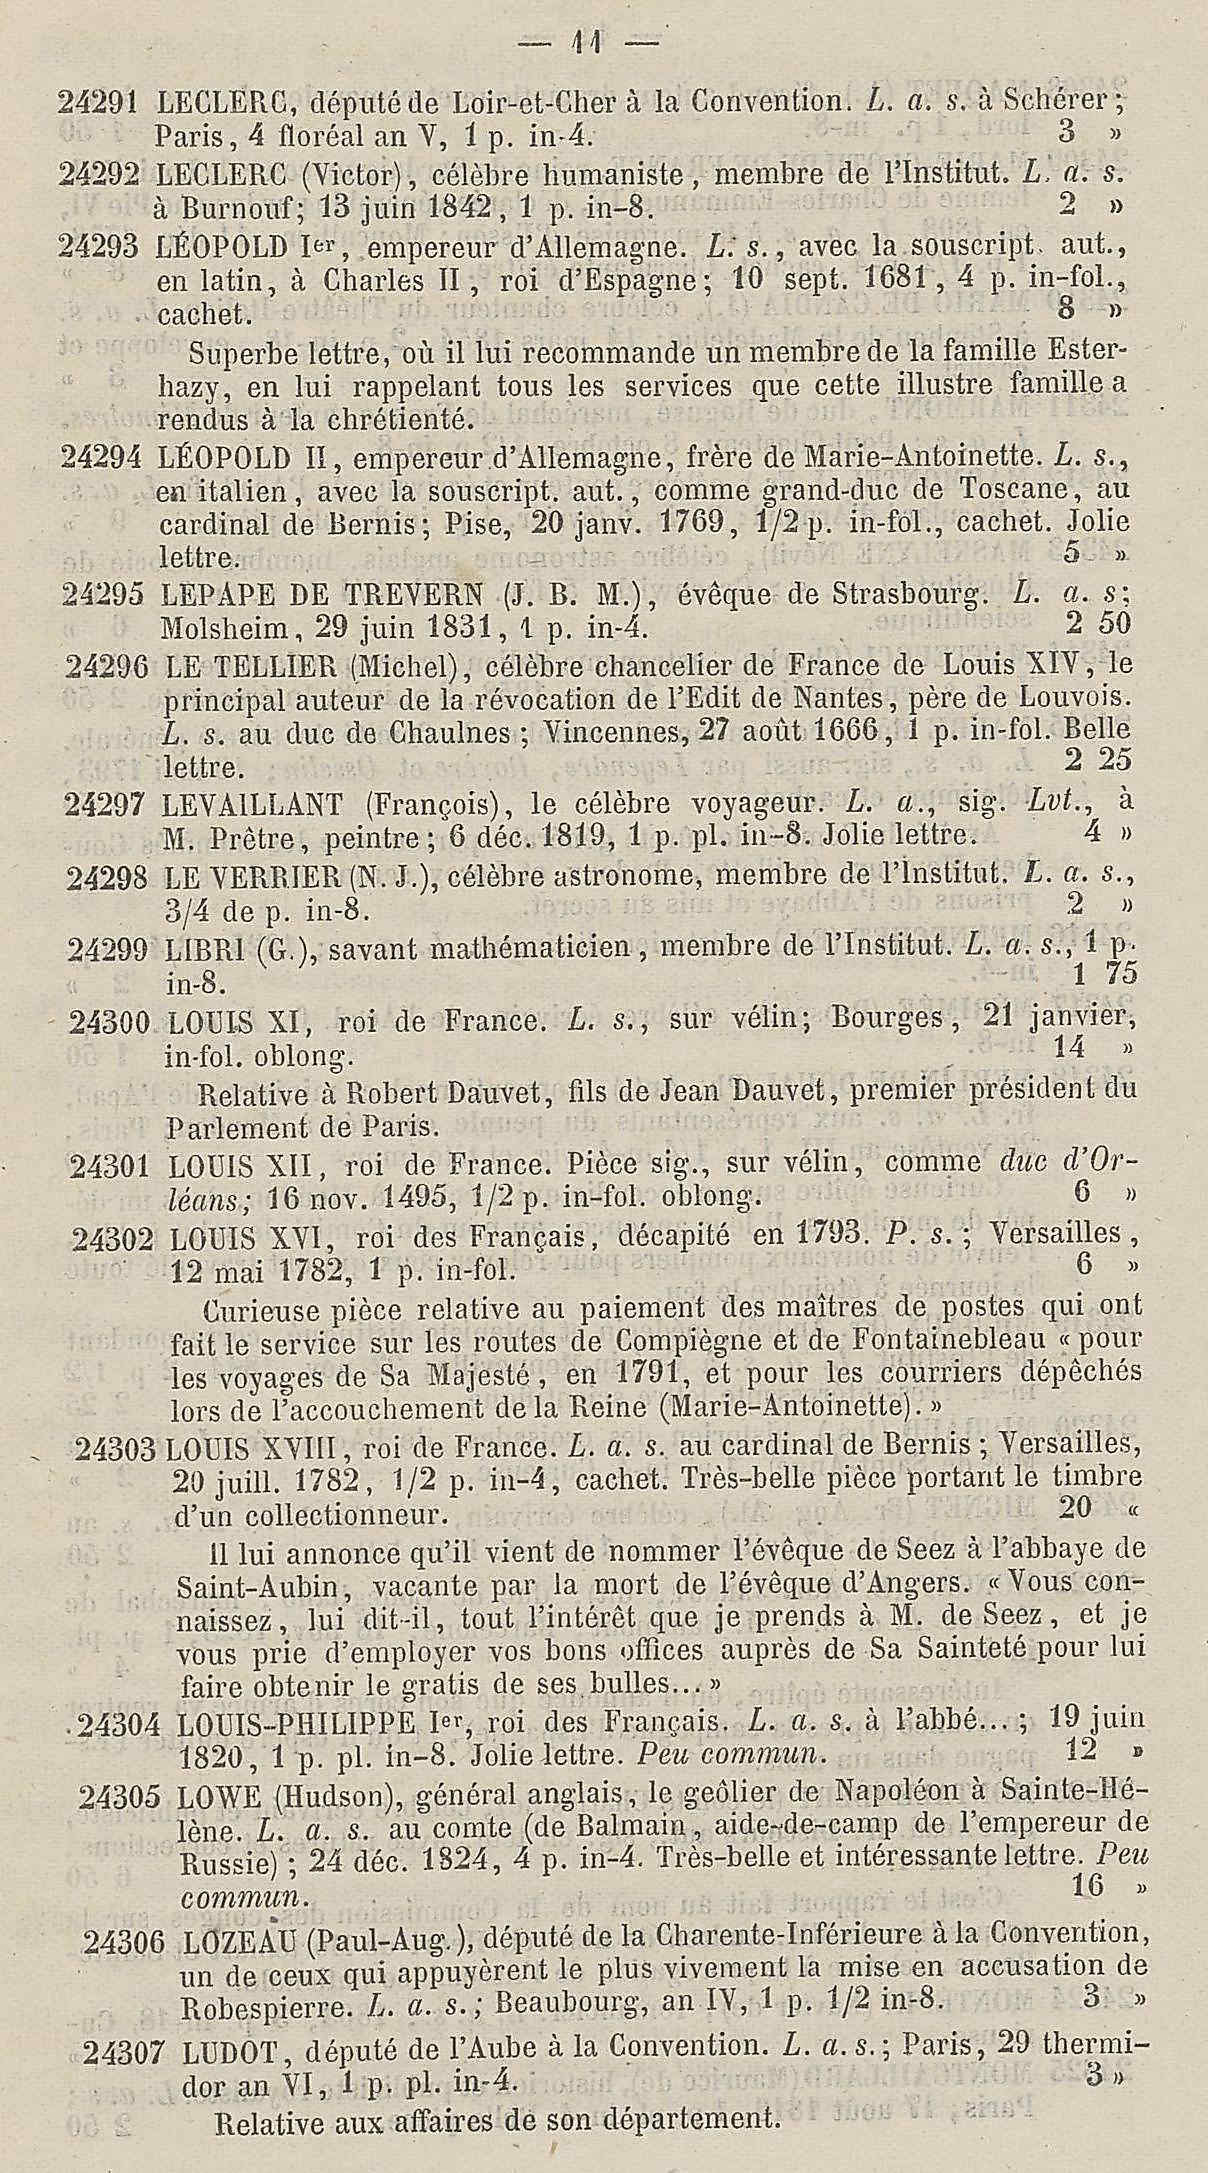 — 11 —
24291 LECLERC, député de Loir-et-Cher à la Convention. L. a. s. à Schérer;
Paris, 4 floréal an V, 1 p. in-4. 3 »
24292 LECLERC (Victor), célèbre humaniste, membre de l'Institut. L. a. s.
à Burnouf; 13 juin 1842, 1 p. in-8. 2 »
24293 LÉOPOLD Ier, empereur d'Allemagne. L. s., avec la souscript. aut.,
en latin, à Charles II, roi d'Espagne; 10 sept. 1681, 4 p. in-fol.,
cachet. 8 »
Superbe lettre, où il lui recommande un membre de la famille Ester-
hazy, en lui rappelant tous les services que cette illustre famille a
rendus à la chrétienté.
24294 LÉOPOLD II, empereur d'Allemagne, frère de Marie-Antoinette. L. s.,
en italien, avec la souscript. aut., comme grand-duc de Toscane, au
cardinal de Bernis; Pise, 20 janv. 1769, 1/2 p. in-fol., cachet. Jolie
lettre. 5 »
24295 LEPAPE DE TREVERN (J. B. M.), évêque de Strasbourg. L. a. s;
Molsheim, 29 juin 1831, 1 p. in-4. 2 50
24296 LE TELLIER (Michel), célèbre chancelier de France de Louis XIV, le
principal auteur de la révocation de l'Edit de Nantes, père de Louvois.
L. s. au duc de Chaulnes; Vincennes, 27 août 1666, 1 p. in-fol. Belle
lettre. 2 25
24297 LEVAILLANT (François), le célèbre voyageur. L. a., sig. Lvt., à
M. Prêtre, peintre; 6 déc. 1819, 1 p. pl. in-8. Jolie lettre. 4 »
24298 LE VERRIER (N. J.), célèbre astronome, membre de l'Institut. L. a. s.,
3/4 de p. in-8. 2 »
24299 LIBRI (G.), savant mathématicien, membre de l'Institut. L. a. s., 1 p.
in-8. 1 75
24300 LOUIS XI, roi de France. L. s., sur vélin; Bourges, 21 janvier,
in-fol. oblong. 14 »
Relative à Robert Dauvet, fils de Jean Dauvet, premier président du
Parlement de Paris.
24301 LOUIS XII, roi de France. Pièce sig., sur vélin, comme duc d'Or-
léans; 16 nov. 1495, 1/2 p. in-fol. oblong. 6 »
24302 LOUIS XVI, roi des Français, décapité en 1793. P. s.; Versailles,
12 mai 1782, 1 p. in-fol. 6 »
Curieuse pièce relative au paiement des maîtres de postes qui ont
fait le service sur les routes de Compiègne et de Fontainebleau « pour
les voyages de Sa Majesté, en 1791, et pour les courriers dépêchés
lors de l'accouchement de la Reine (Marie-Antoinette). »
24303 LOUIS XVIII, roi de France. L. a. s. au cardinal de Bernis; Versailles,
20 juill. 1782, 1/2 p. in-4, cachet. Très-belle pièce portant le timbre
d'un collectionneur. 20 «
Il lui annonce qu'il vient de nommer l'évêque de Seez à l'abbaye de
Saint-Aubin, vacante par la mort de l'évêque d'Angers. « Vous con-
naissez, lui dit-il, tout l'intérêt que je prends à M. de Seez, et je
vous prie d'employer vos bons offices auprès de Sa Sainteté pour lui
faire obtenir le gratis de ses bulles... »
24304 LOUIS-PHILIPPE Ier, roi des Français. L. a. s. à l'abbé...; 19 juin
1820, 1 p. pl. in-8. Jolie lettre. Peu commun. 12 »
24305 LOWE (Hudson), général anglais, le geôlier de Napoléon à Sainte-Hé-
lène. L. a. s. au comte (de Balmain, aide-de-camp de l'empereur de
Russie); 24 déc. 1824, 4 p. in-4. Très-belle et intéressante lettre. Peu
commun. 16 »
24306 LOZEAU (Paul-Aug.), député de la Charente-Inférieure à la Convention,
un de ceux qui appuyèrent le plus vivement la mise en accusation de
Robespierre. L. a. s.; Beaubourg, an IV, 1 p. 1/2 in-8. 3 »
24307 LUDOT, député de l'Aube à la Convention. L. a. s.; Paris, 29 thermi-
dor an VI, 1 p. pl. in-4. 3 »
Relative aux affaires de son département.